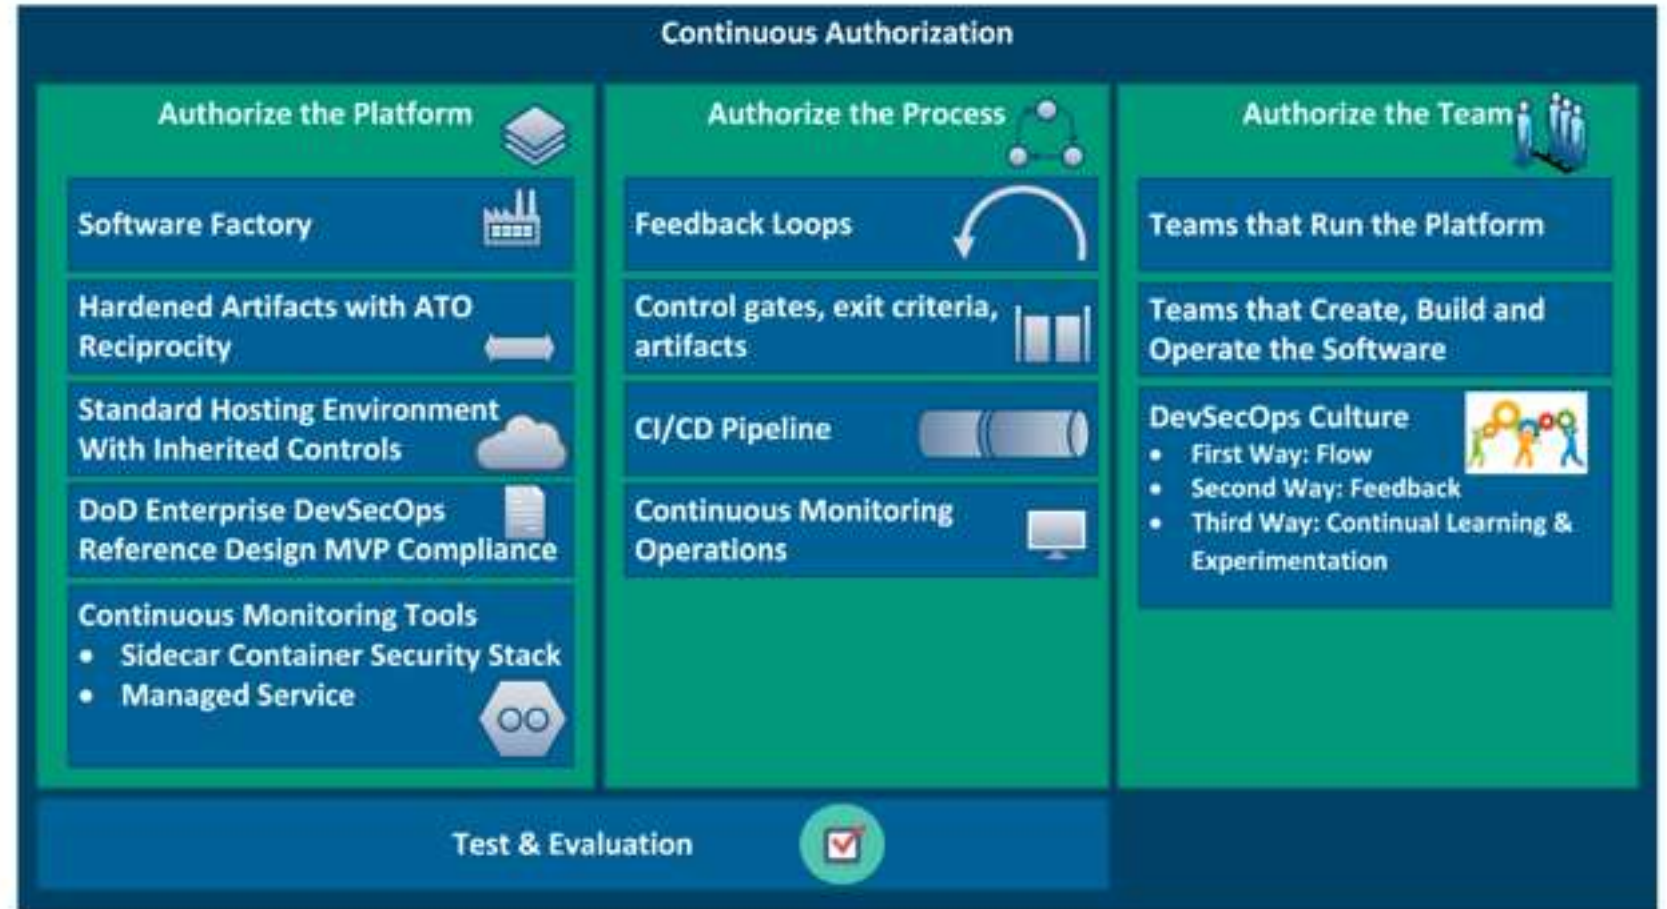 Continuous Authorization
Authorize the Platform
Software Factory
Hardened Artifacts with ATO
Reciprocity
Standard Hosting Environment
With Inherited Controls
DoD Enterprise DevSecOps
Reference Design MVP Compliance
Continuous Monitoring Tools
• Sidecar Container Security Stack
• Managed Service
Authorize the Process
Feedback Loops
Control gates, exit criteria,
artifacts
CI/CD Pipeline
Continuous Monitoring
Operations
Authorize the Team
Teams that Run the Platform
Teams that Create, Build and
Operate the Software
DevSecOps Culture
• First Way: Flow
• Second Way: Feedback
• Third Way: Continual Learning &
Experimentation
Test & Evaluation